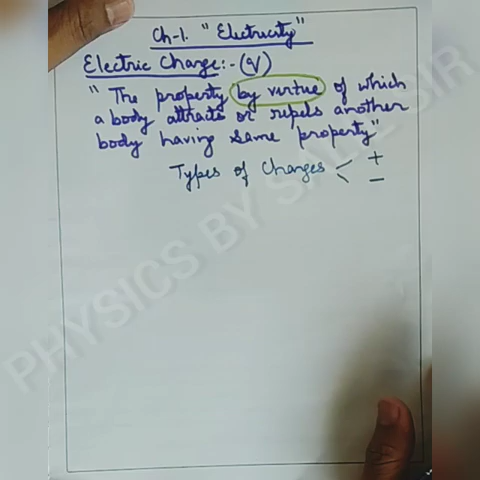 Ch-1. "Electricity"
Electric Charge:- (q)
"The property by virtue of which
a body attracts or repels another
body having same property"
Types of Charges < +
-
PHYSICS BY SIR